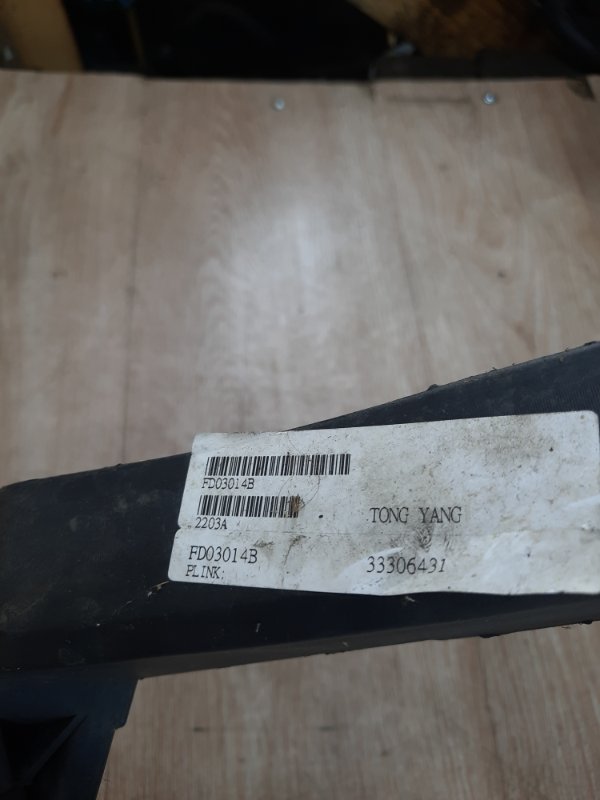 FD03014B
2203A
TONG YANG
FD03014B
33306431
PLINK: